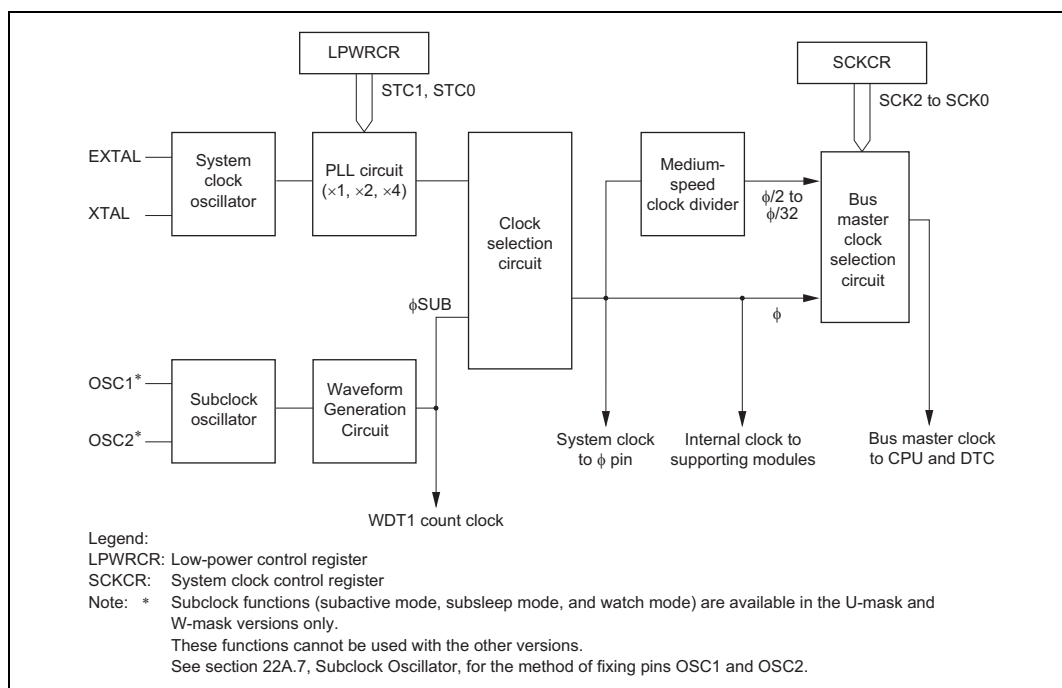 LPWRCR
SCKCR
STC1, STC0
SCK2 to SCK0
EXTAL
XTAL
System
clock
oscillator
PLL circuit
(×1, ×2, ×4)
Clock
selection
circuit
Medium-
speed
clock divider
ϕ/2 to
ϕ/32
Bus
master
clock
selection
circuit
ϕSUB
ϕ
OSC1*
OSC2*
Subclock
oscillator
Waveform
Generation
Circuit
System clock
to ϕ pin
Internal clock to
supporting modules
Bus master clock
to CPU and DTC
WDT1 count clock
Legend:
LPWRCR: Low-power control register
SCKCR: System clock control register
Note: * Subclock functions (subactive mode, subsleep mode, and watch mode) are available in the U-mask and
W-mask versions only.
These functions cannot be used with the other versions.
See section 22A.7, Subclock Oscillator, for the method of fixing pins OSC1 and OSC2.